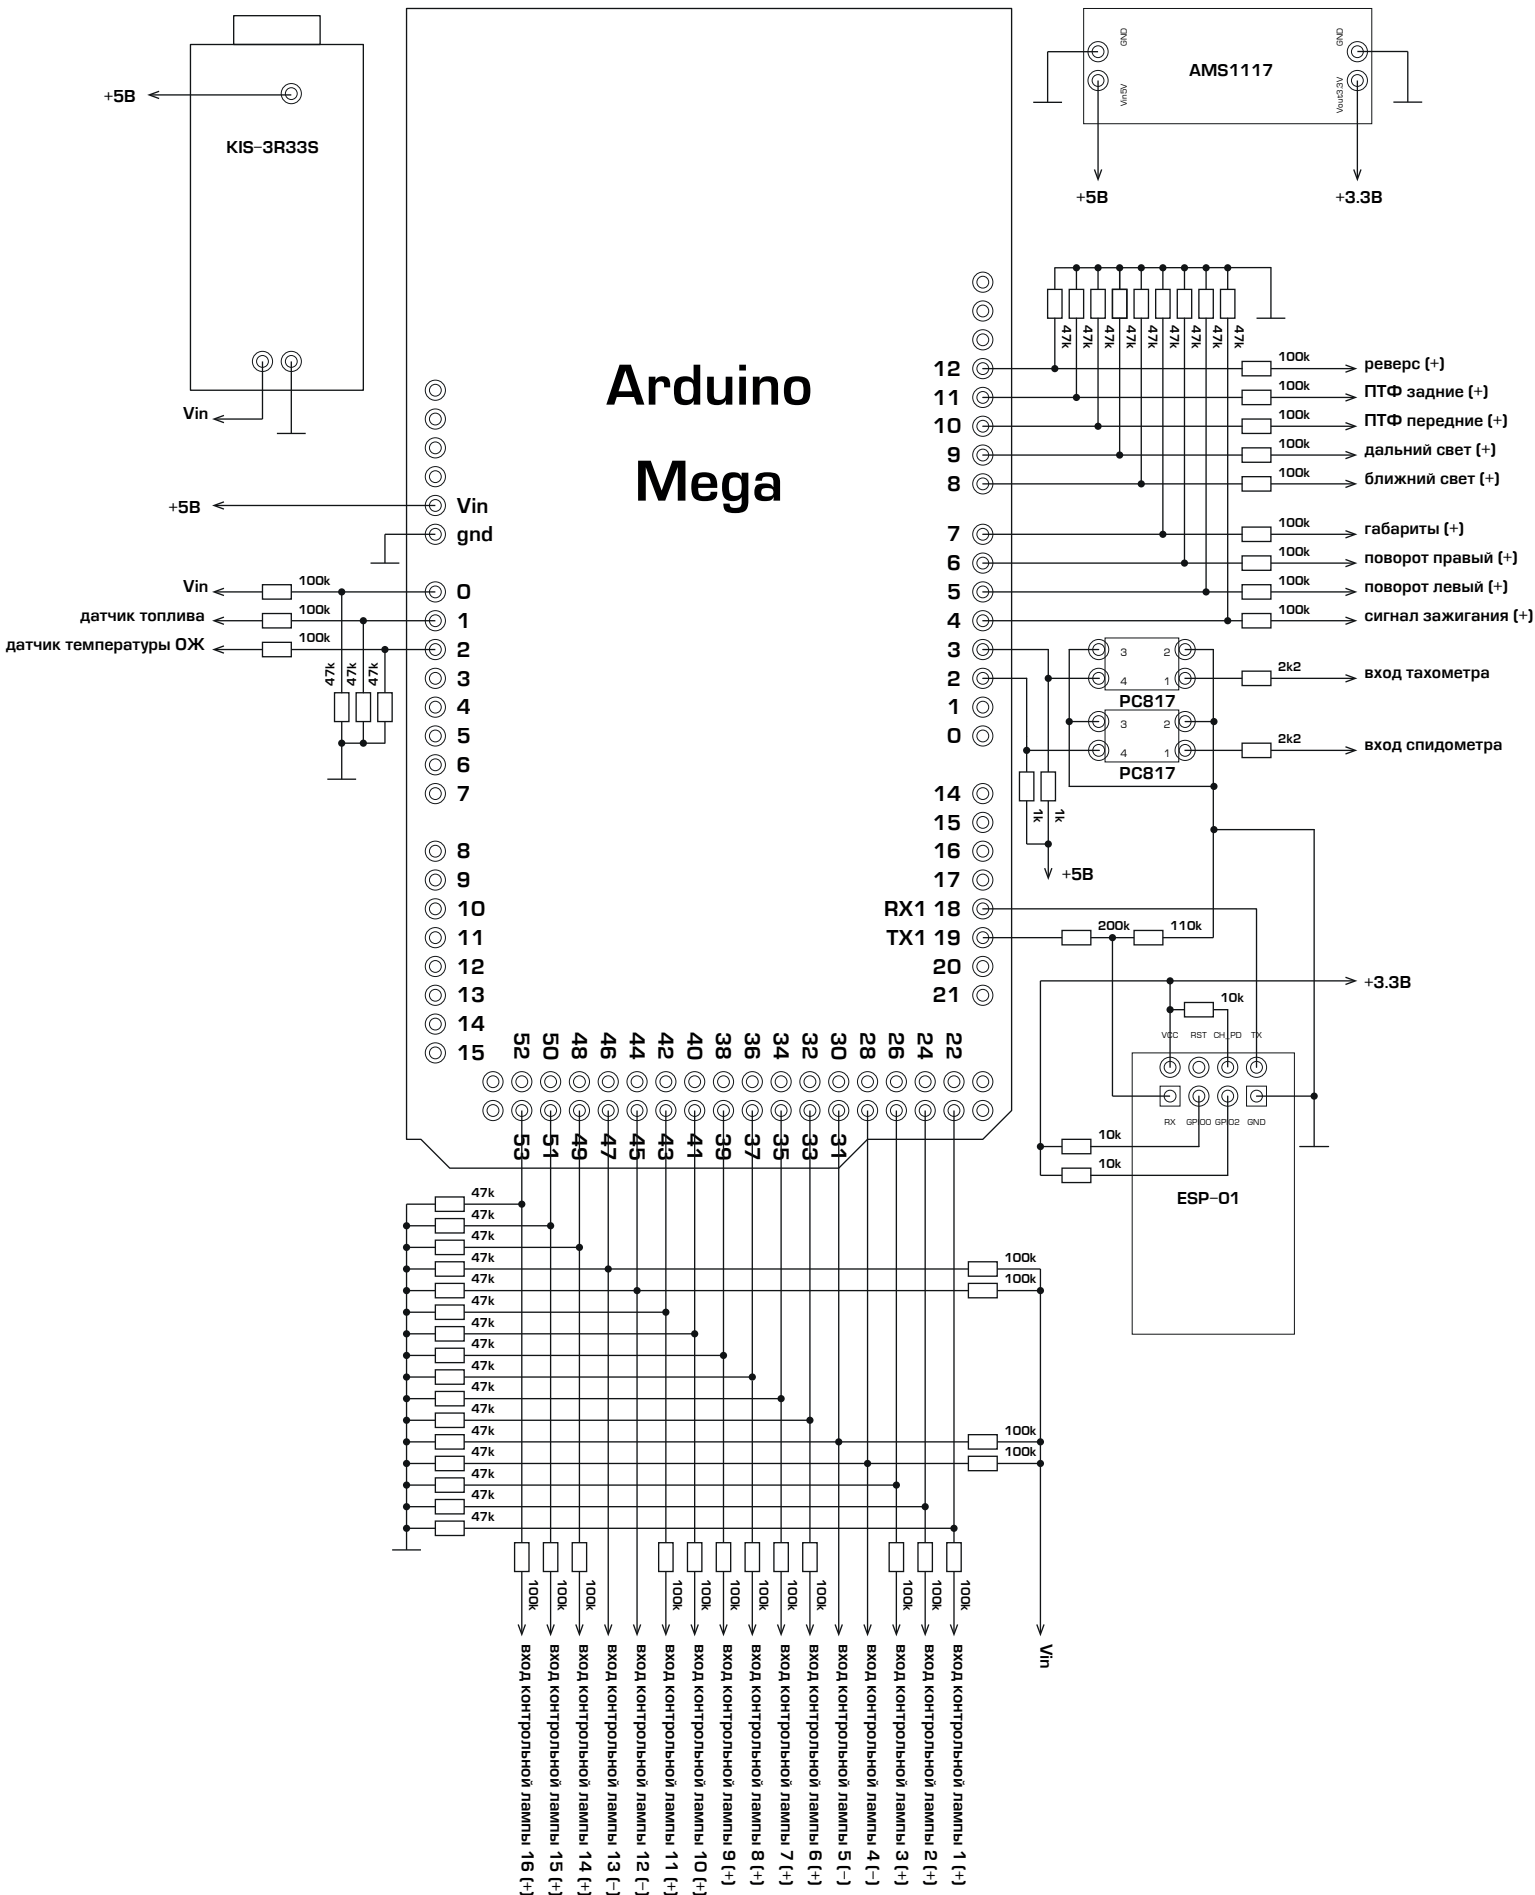 +5В
KIS-3R33S
Vin
Arduino
Mega
AMS1117
GND
Vin5V
GND
Vout3.3V
+5В
+3.3В
47k
47k
47k
47k
47k
47k
47k
47k
47k
12
100k
реверс (+)
11
100k
ПТФ задние (+)
10
100k
ПТФ передние (+)
9
100k
дальний свет (+)
8
100k
ближний свет (+)
7
100k
габариты (+)
6
100k
поворот правый (+)
5
100k
поворот левый (+)
4
100k
сигнал зажигания (+)
3
2
1
0
3
2
4
1
PC817
2k2
вход тахометра
3
2
4
1
PC817
2k2
вход спидометра
1k
1k
+5В
14
15
16
17
RX1 18
TX1 19
20
21
200k
110k
+5В
Vin
gnd
Vin
100k
0
датчик топлива
100k
1
датчик температуры ОЖ
100k
2
47k
47k
47k
3
4
5
6
7
8
9
10
11
12
13
14
15
+3.3В
10k
VCC
RST
CH_PD
TX
RX
GPIO0
GPIO2
GND
10k
10k
ESP-01
52
50
48
46
44
42
40
38
36
34
32
30
28
26
24
22
53
51
49
47
45
43
41
39
37
35
33
31
47k
47k
47k
47k
100k
47k
100k
47k
47k
47k
47k
47k
47k
47k
100k
47k
100k
47k
47k
47k
100k
100k
100k
100k
100k
100k
100k
100k
100k
100k
100k
100k
вход контрольной лампы 16 (+)
вход контрольной лампы 15 (+)
вход контрольной лампы 14 (+)
вход контрольной лампы 13 (-)
вход контрольной лампы 12 (-)
вход контрольной лампы 11 (+)
вход контрольной лампы 10 (+)
вход контрольной лампы 9 (+)
вход контрольной лампы 8 (+)
вход контрольной лампы 7 (+)
вход контрольной лампы 6 (+)
вход контрольной лампы 5 (-)
вход контрольной лампы 4 (-)
вход контрольной лампы 3 (+)
вход контрольной лампы 2 (+)
вход контрольной лампы 1 (+)
Vin